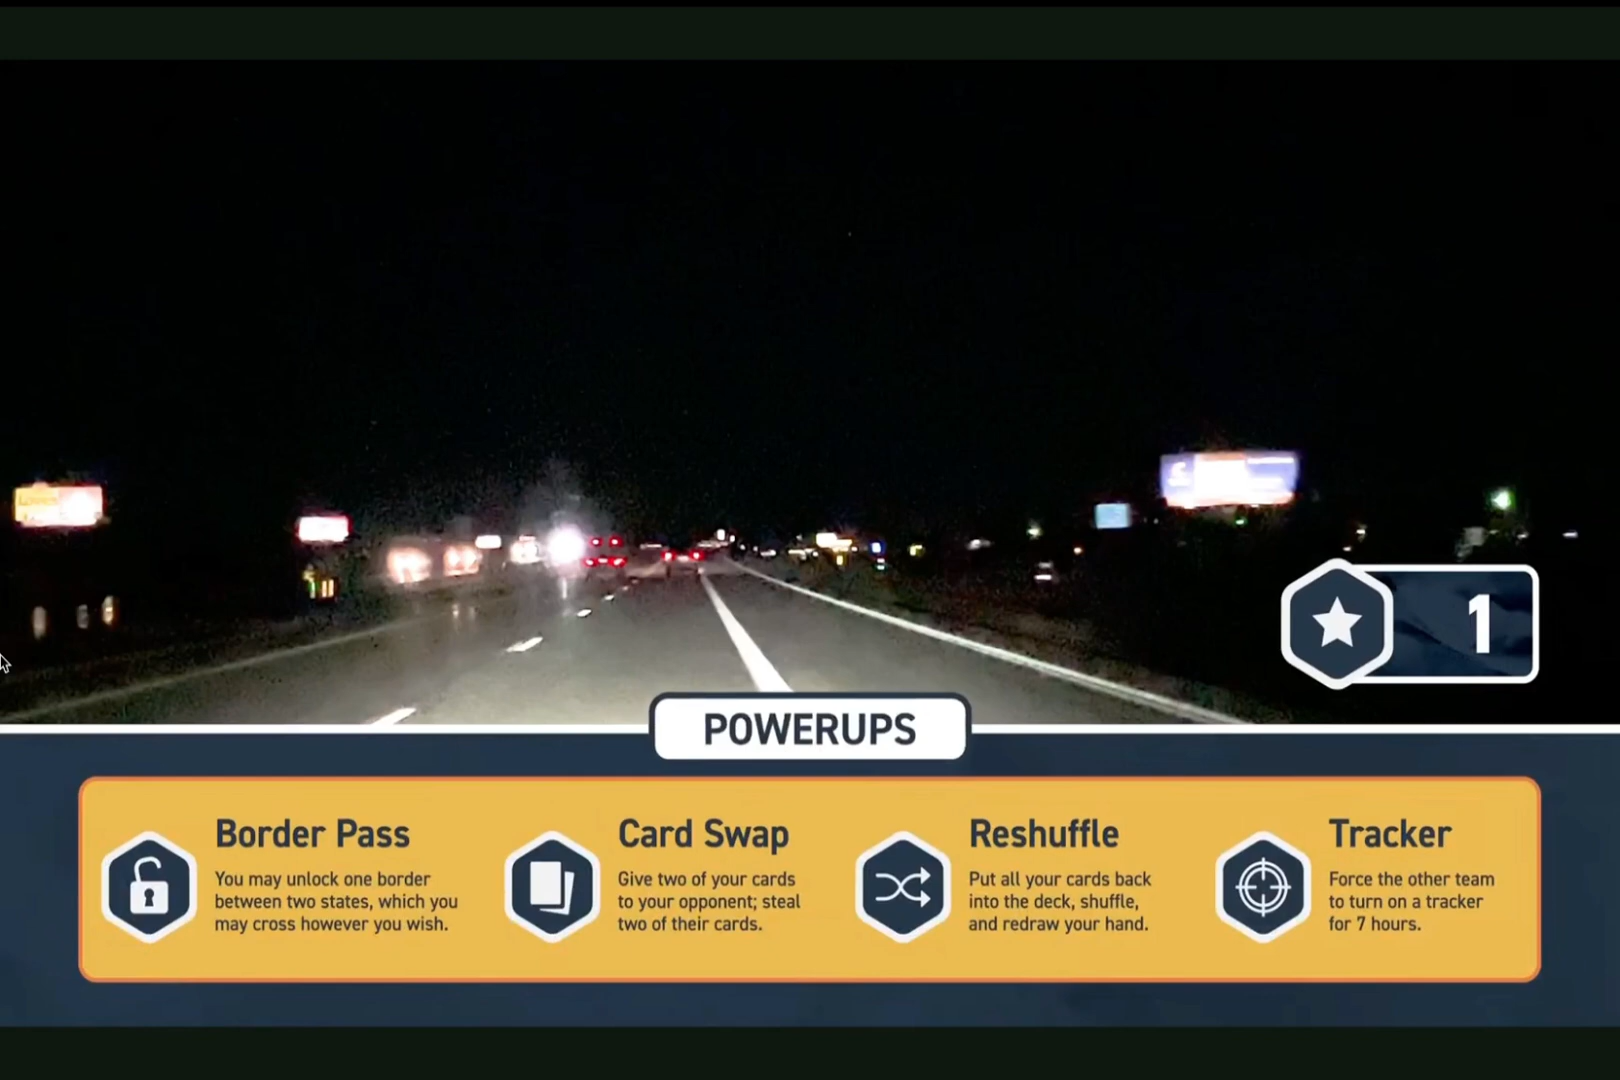 1
POWERUPS
Border Pass
You may unlock one border
between two states, which you
may cross however you wish.
Card Swap
Give two of your cards
to your opponent; steal
two of their cards.
Reshuffle
Put all your cards back
into the deck, shuffle,
and redraw your hand.
Tracker
Force the other team
to turn on a tracker
for 7 hours.